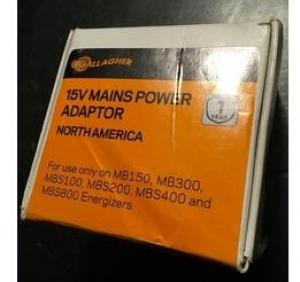 GALLAGHER
15V MAINS POWER
ADAPTOR
NORTH AMERICA
1
YEAR
For use only on MB150, MB300,
MBS100, MBS200, MBS400 and
MBS800 Energizers